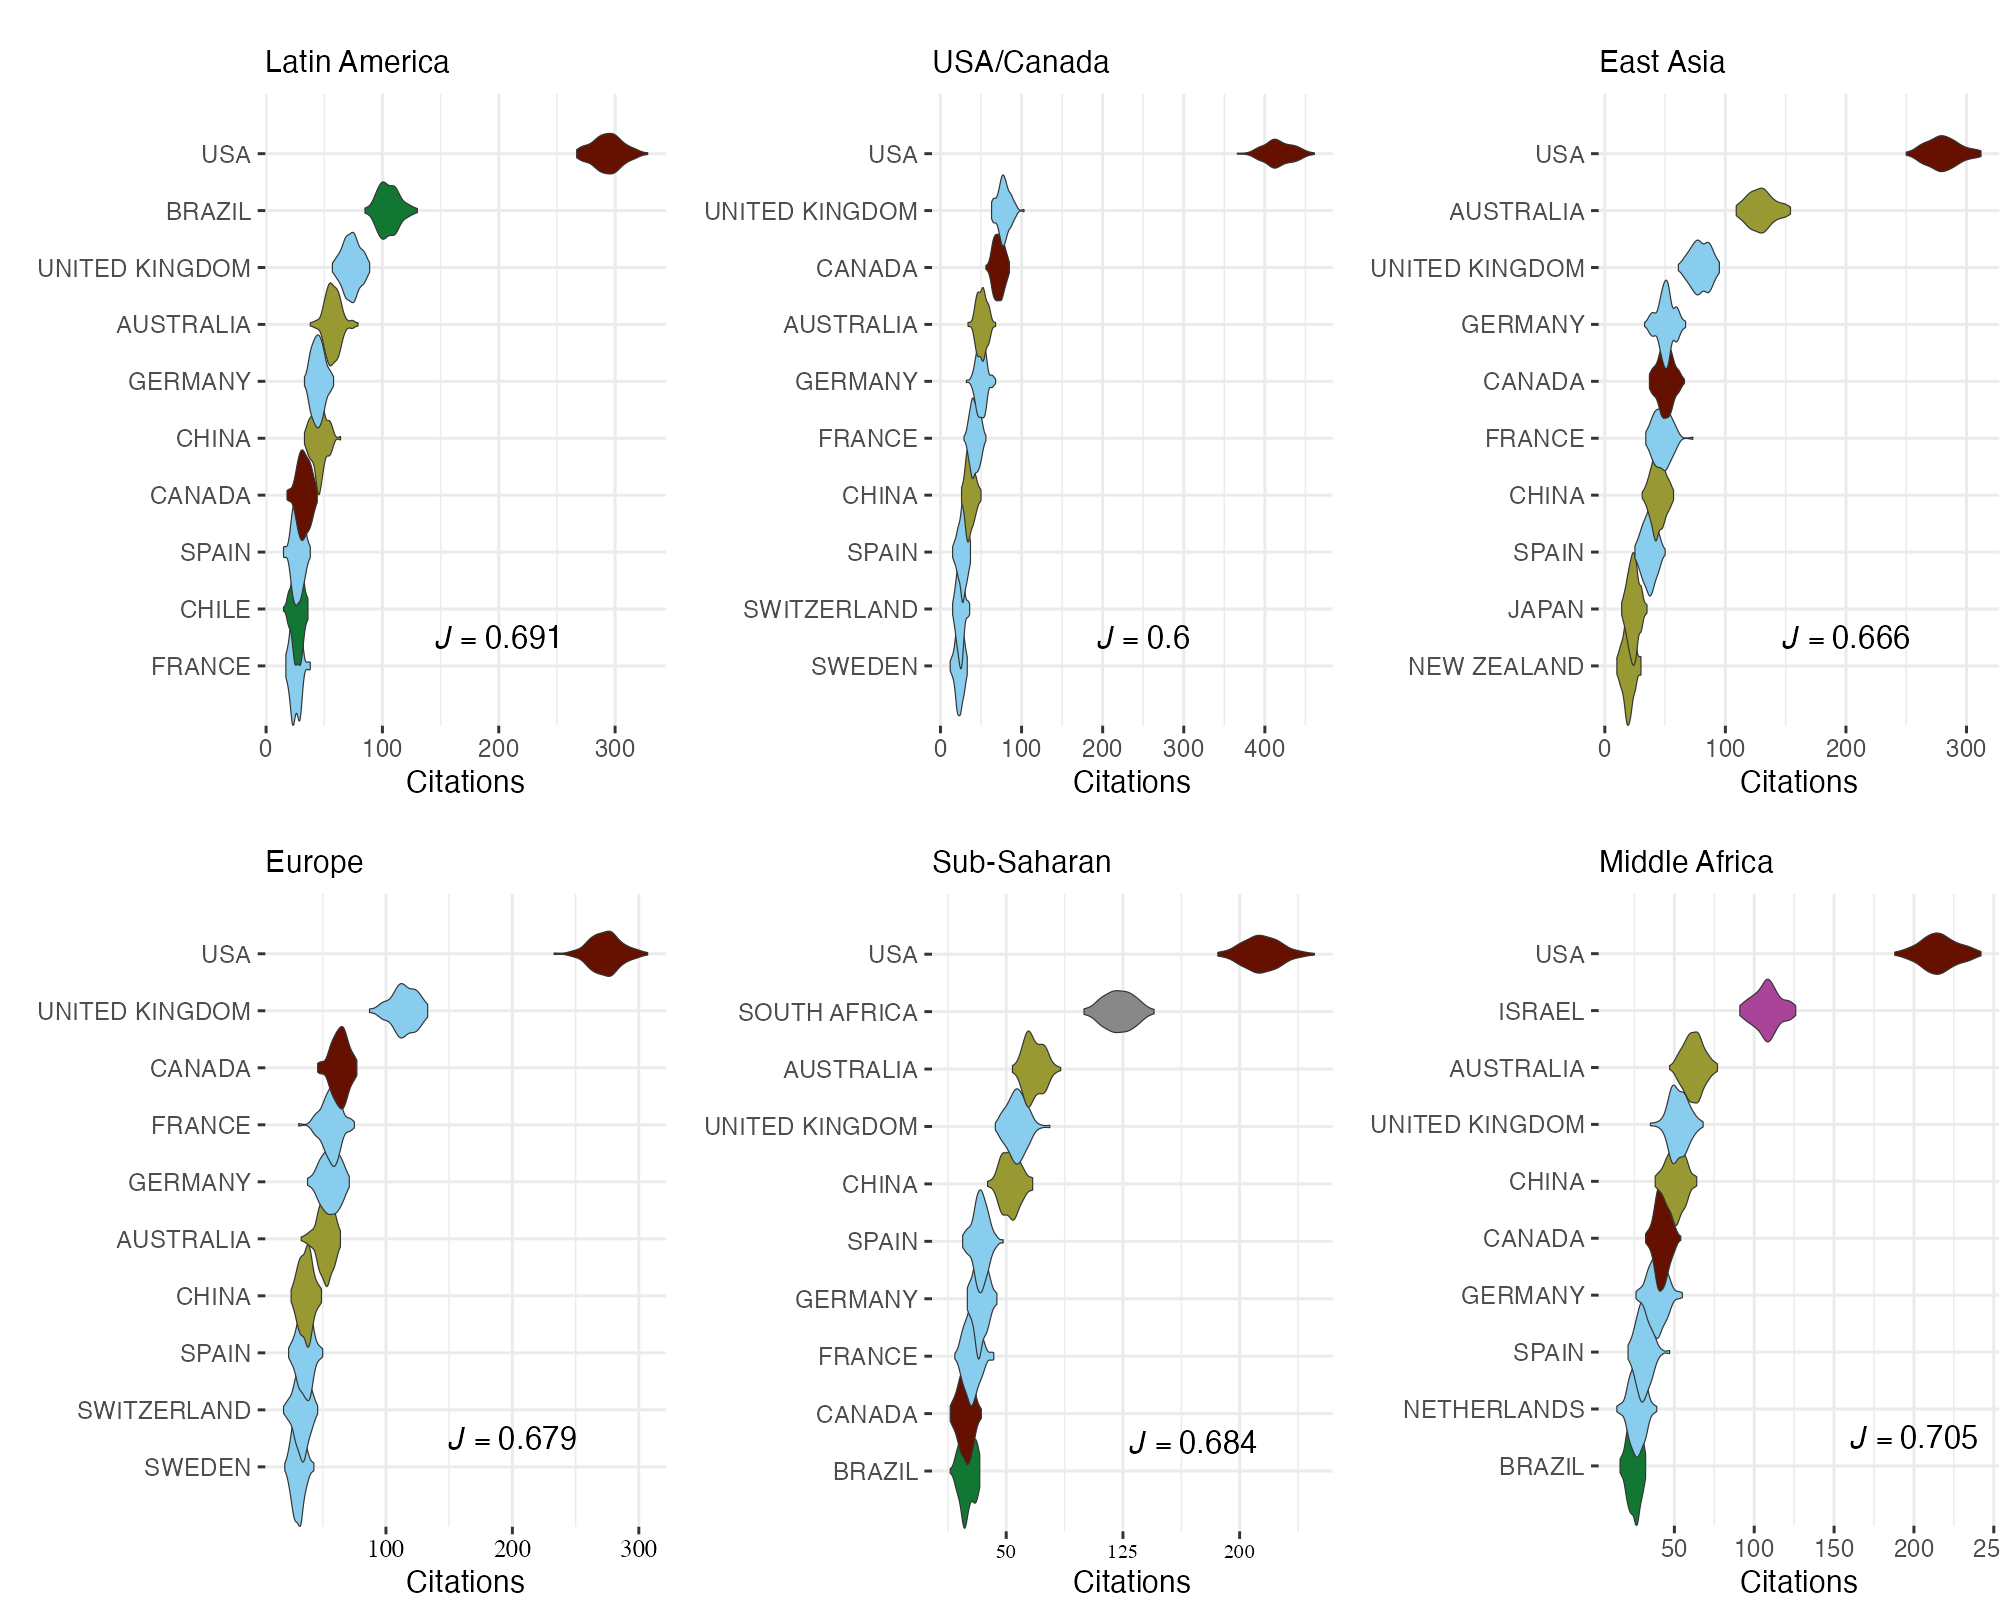 Latin America
USA
BRAZIL
UNITED KINGDOM
AUSTRALIA
GERMANY
CHINA
CANADA
SPAIN
CHILE
FRANCE
J = 0.691
0 100 200 300
Citations
USA/Canada
USA
UNITED KINGDOM
CANADA
AUSTRALIA
GERMANY
FRANCE
CHINA
SPAIN
SWITZERLAND
SWEDEN
J = 0.6
0 100 200 300 400
Citations
East Asia
USA
AUSTRALIA
UNITED KINGDOM
GERMANY
CANADA
FRANCE
CHINA
SPAIN
JAPAN
NEW ZEALAND
J = 0.666
0 100 200 300
Citations
Europe
USA
UNITED KINGDOM
CANADA
FRANCE
GERMANY
AUSTRALIA
CHINA
SPAIN
SWITZERLAND
SWEDEN
J = 0.679
100 200 300
Citations
Sub-Saharan
USA
SOUTH AFRICA
AUSTRALIA
UNITED KINGDOM
CHINA
SPAIN
GERMANY
FRANCE
CANADA
BRAZIL
J = 0.684
50 125 200
Citations
Middle Africa
USA
ISRAEL
AUSTRALIA
UNITED KINGDOM
CHINA
CANADA
GERMANY
SPAIN
NETHERLANDS
BRAZIL
J = 0.705
50 100 150 200 25
Citations